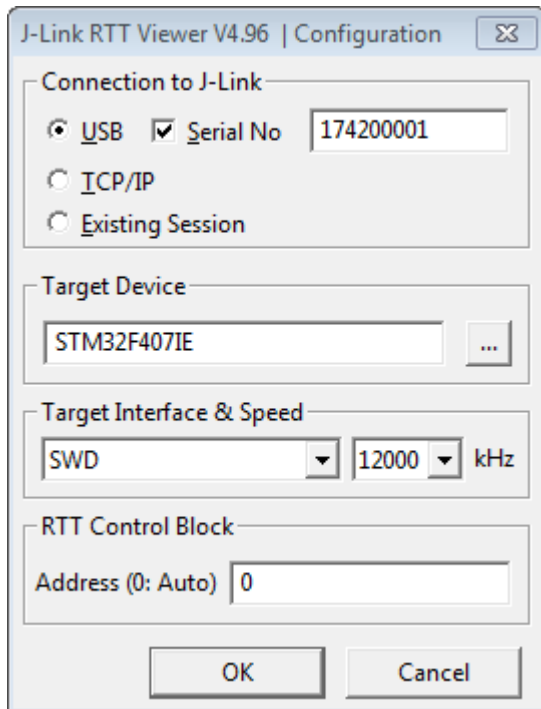 J-Link RTT Viewer V4.96 | Configuration
Connection to J-Link
USB Serial No 174200001
TCP/IP
Existing Session
Target Device
STM32F407IE ...
Target Interface & Speed
SWD 12000 kHz
RTT Control Block
Address (0: Auto) 0
OK Cancel